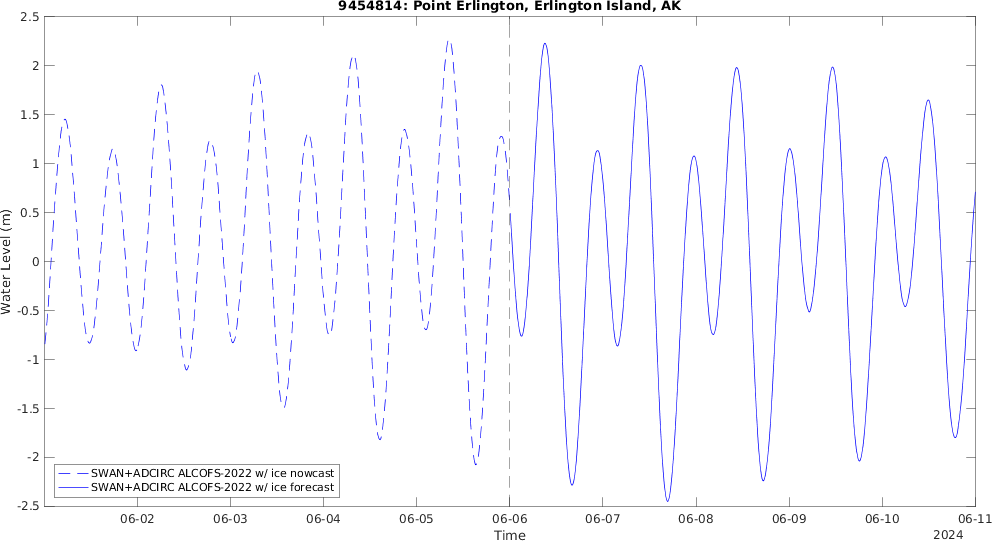 9454814: Point Erlington, Erlington Island, AK
2.5
2
1.5
1
0.5
0
-0.5
-1
-1.5
-2
-2.5
Water Level (m)
SWAN+ADCIRC ALCOFS-2022 w/ ice nowcast
SWAN+ADCIRC ALCOFS-2022 w/ ice forecast
06-02 06-03 06-04 06-05 06-06 06-07 06-08 06-09 06-10 06-11
Time
2024